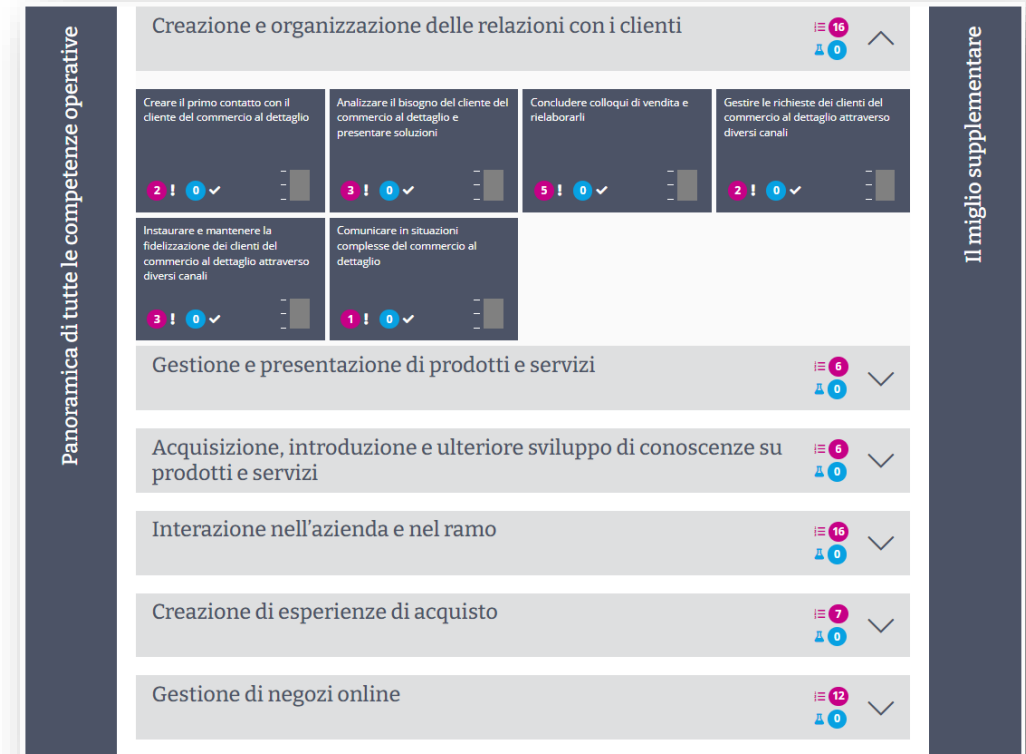 Panoramica di tutte le competenze operative
Creazione e organizzazione delle relazioni con i clienti
16
0
Creare il primo contatto con il
cliente del commercio al dettaglio
2 ! 0
Analizzare il bisogno del cliente del
commercio al dettaglio e
presentare soluzioni
3 ! 0
Concludere colloqui di vendita e
rielaborarli
5 ! 0
Gestire le richieste dei clienti del
commercio al dettaglio attraverso
diversi canali
2 ! 0
Instaurare e mantenere la
fidelizzazione dei clienti del
commercio al dettaglio attraverso
diversi canali
3 ! 0
Comunicare in situazioni
complesse del commercio al
dettaglio
1 ! 0
Gestione e presentazione di prodotti e servizi
6
0
Acquisizione, introduzione e ulteriore sviluppo di conoscenze su
prodotti e servizi
6
0
Interazione nell'azienda e nel ramo
16
0
Creazione di esperienze di acquisto
7
0
Gestione di negozi online
12
0
Il miglio supplementare